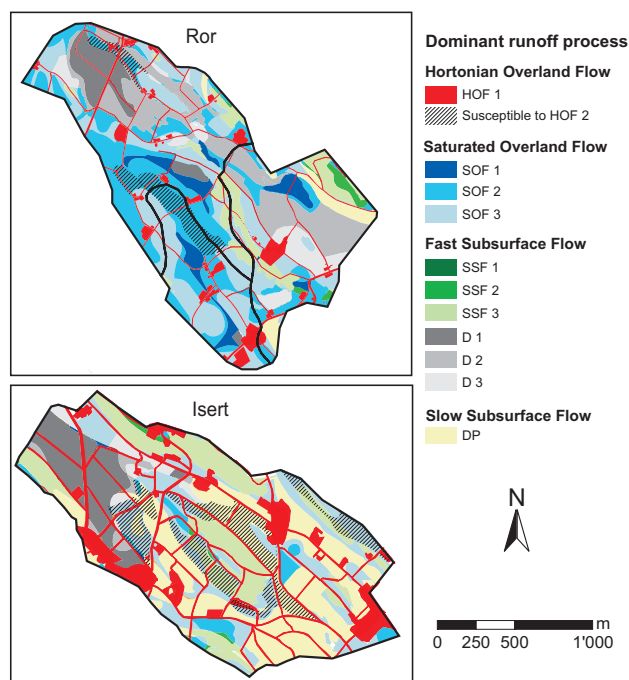 Ror
Isert
Dominant runoff process
Hortonian Overland Flow
HOF 1
Susceptible to HOF 2
Saturated Overland Flow
SOF 1
SOF 2
SOF 3
Fast Subsurface Flow
SSF 1
SSF 2
SSF 3
D 1
D 2
D 3
Slow Subsurface Flow
DP
N
m
0 250 500 1'000